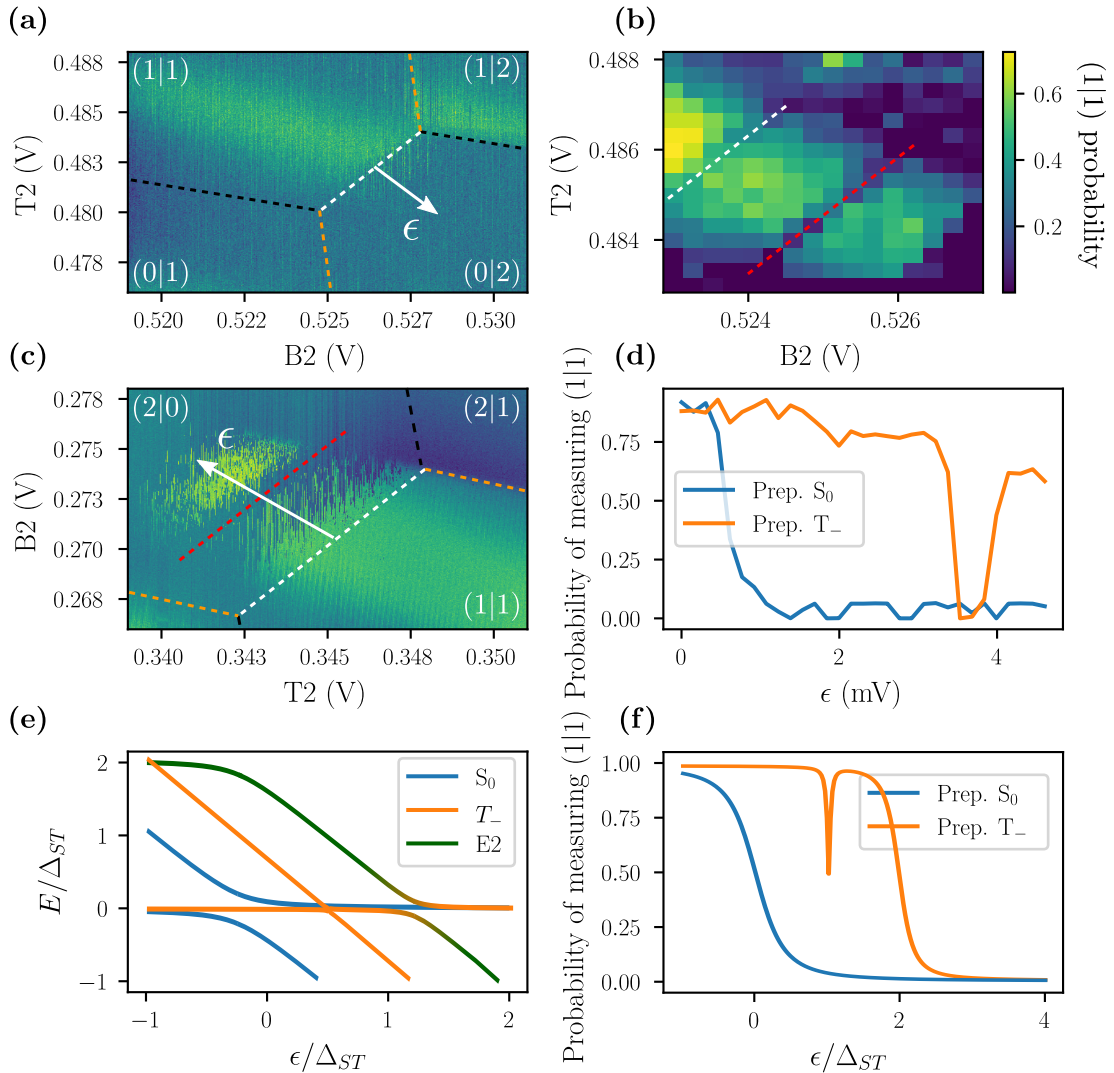 (a)
0.488
0.485
0.483
0.480
0.478
T2 (V)
(1|1)
(1|2)
(0|1)
(0|2)
ϵ
0.520
0.522
0.525
0.527
0.530
B2 (V)
(b)
0.488
0.486
0.484
T2 (V)
0.524
0.526
B2 (V)
0.6
0.4
0.2
(1|1) probability
(c)
0.278
0.275
0.273
0.270
0.268
B2 (V)
(2|0)
(2|1)
(1|1)
ϵ
0.340
0.343
0.345
0.348
0.350
T2 (V)
(d)
Probability of measuring (1|1)
0.75
0.50
0.25
0.00
Prep. S₀
Prep. T₋
0
2
4
ϵ (mV)
(e)
2
1
0
−1
E/Δ_ST
S₀
T₋
E2
−1
0
1
2
ϵ/Δ_ST
(f)
Probability of measuring (1|1)
1.00
0.75
0.50
0.25
0.00
Prep. S₀
Prep. T₋
0
2
4
ϵ/Δ_ST